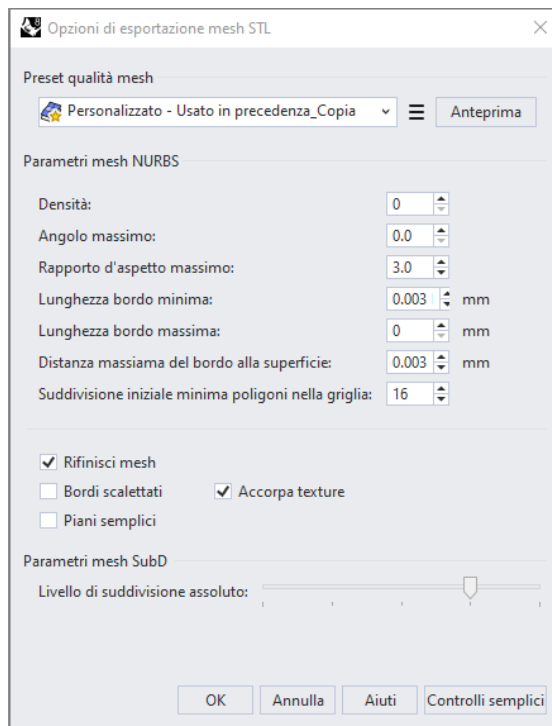 Opzioni di esportazione mesh STL
Preset qualità mesh
Personalizzato - Usato in precedenza_Copia
Anteprima
Parametri mesh NURBS
Densità: 0
Angolo massimo: 0.0
Rapporto d'aspetto massimo: 3.0
Lunghezza bordo minima: 0.003 mm
Lunghezza bordo massima: 0 mm
Distanza massiama del bordo alla superficie: 0.003 mm
Suddivisione iniziale minima poligoni nella griglia: 16
Rifinisci mesh
Bordi scalettati Accorpa texture
Piani semplici
Parametri mesh SubD
Livello di suddivisione assoluto:
OK Annulla Aiuti Controlli semplici